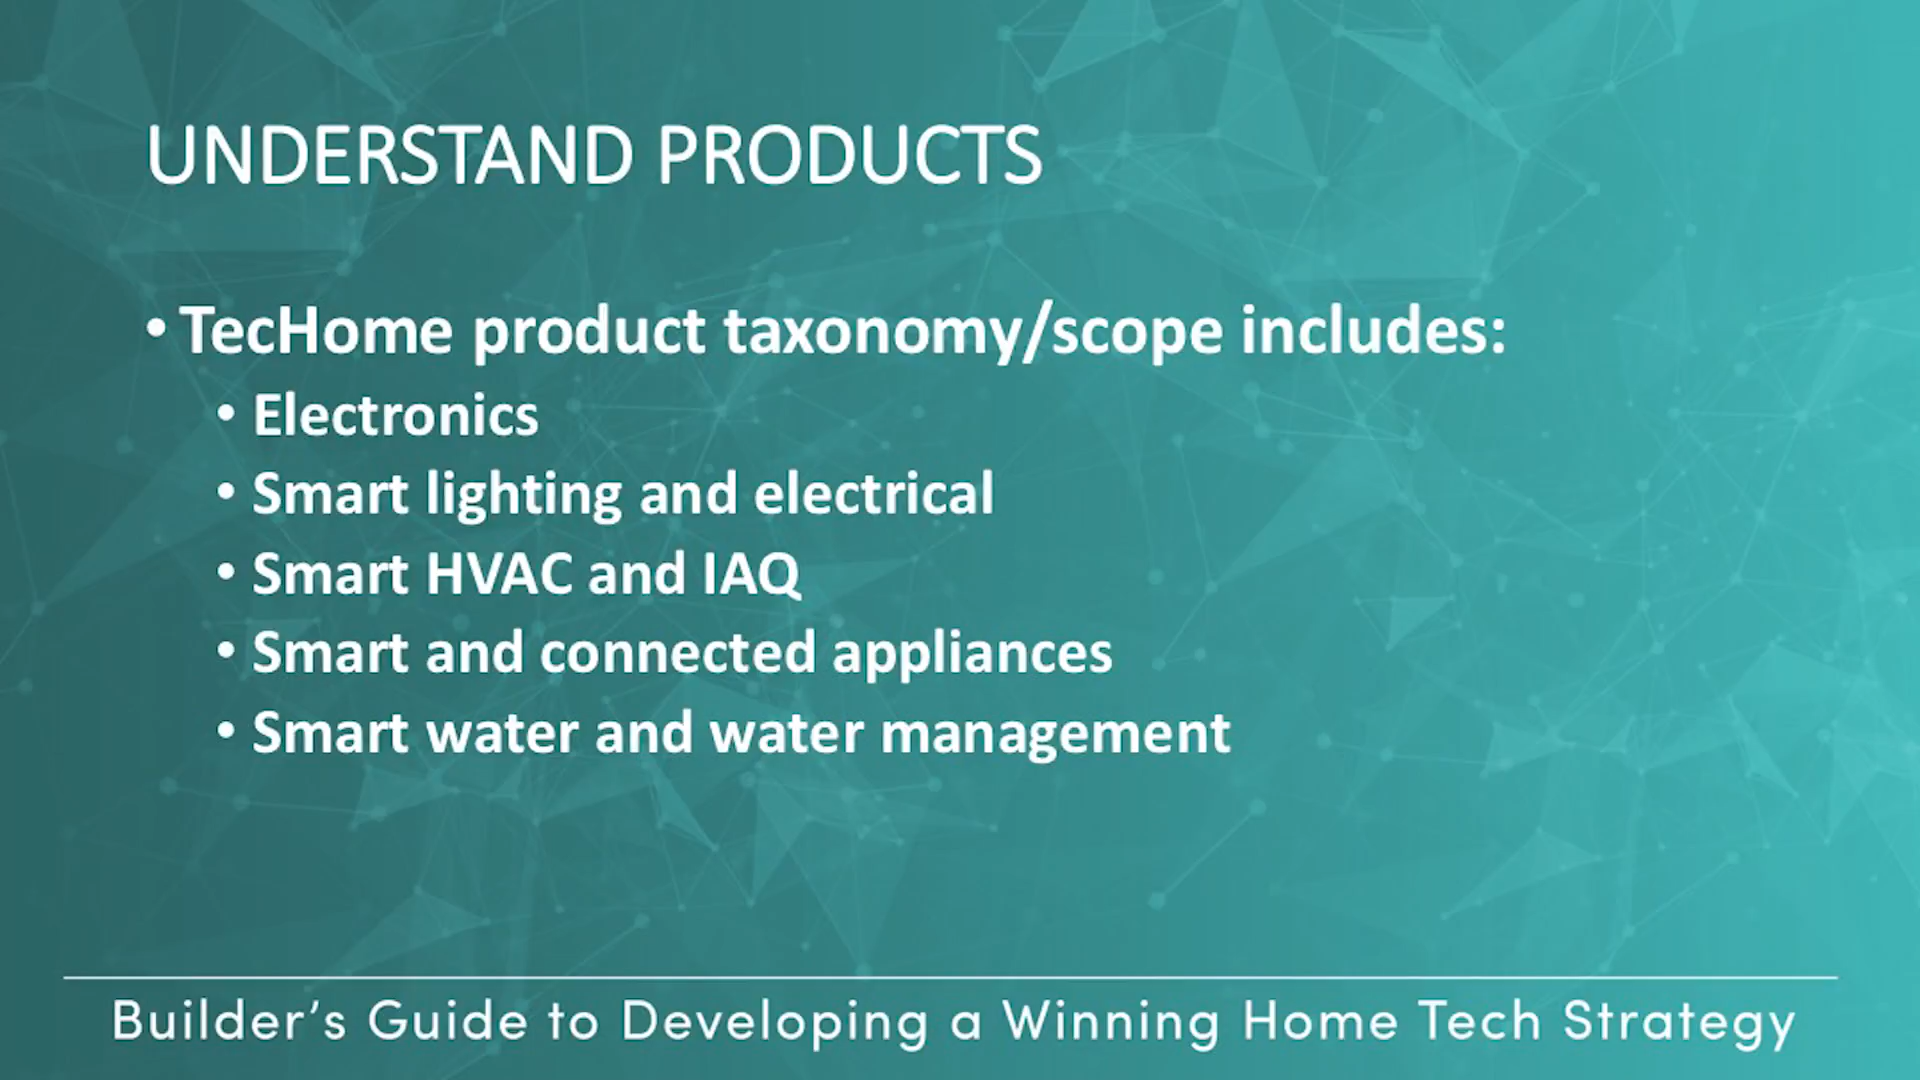 UNDERSTAND PRODUCTS
• TecHome product taxonomy/scope includes:
• Electronics
• Smart lighting and electrical
• Smart HVAC and IAQ
• Smart and connected appliances
• Smart water and water management
Builder’s Guide to Developing a Winning Home Tech Strategy